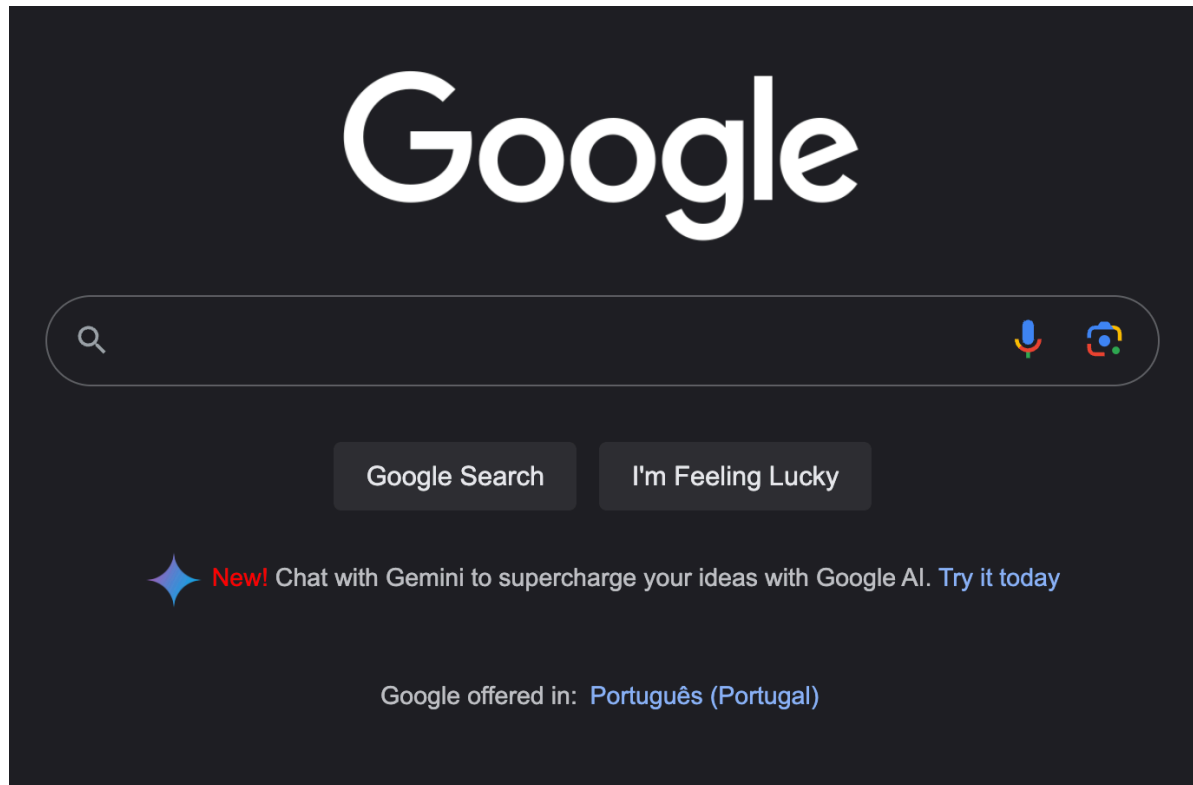 Google
Google Search
I'm Feeling Lucky
New! Chat with Gemini to supercharge your ideas with Google AI. Try it today
Google offered in: Português (Portugal)